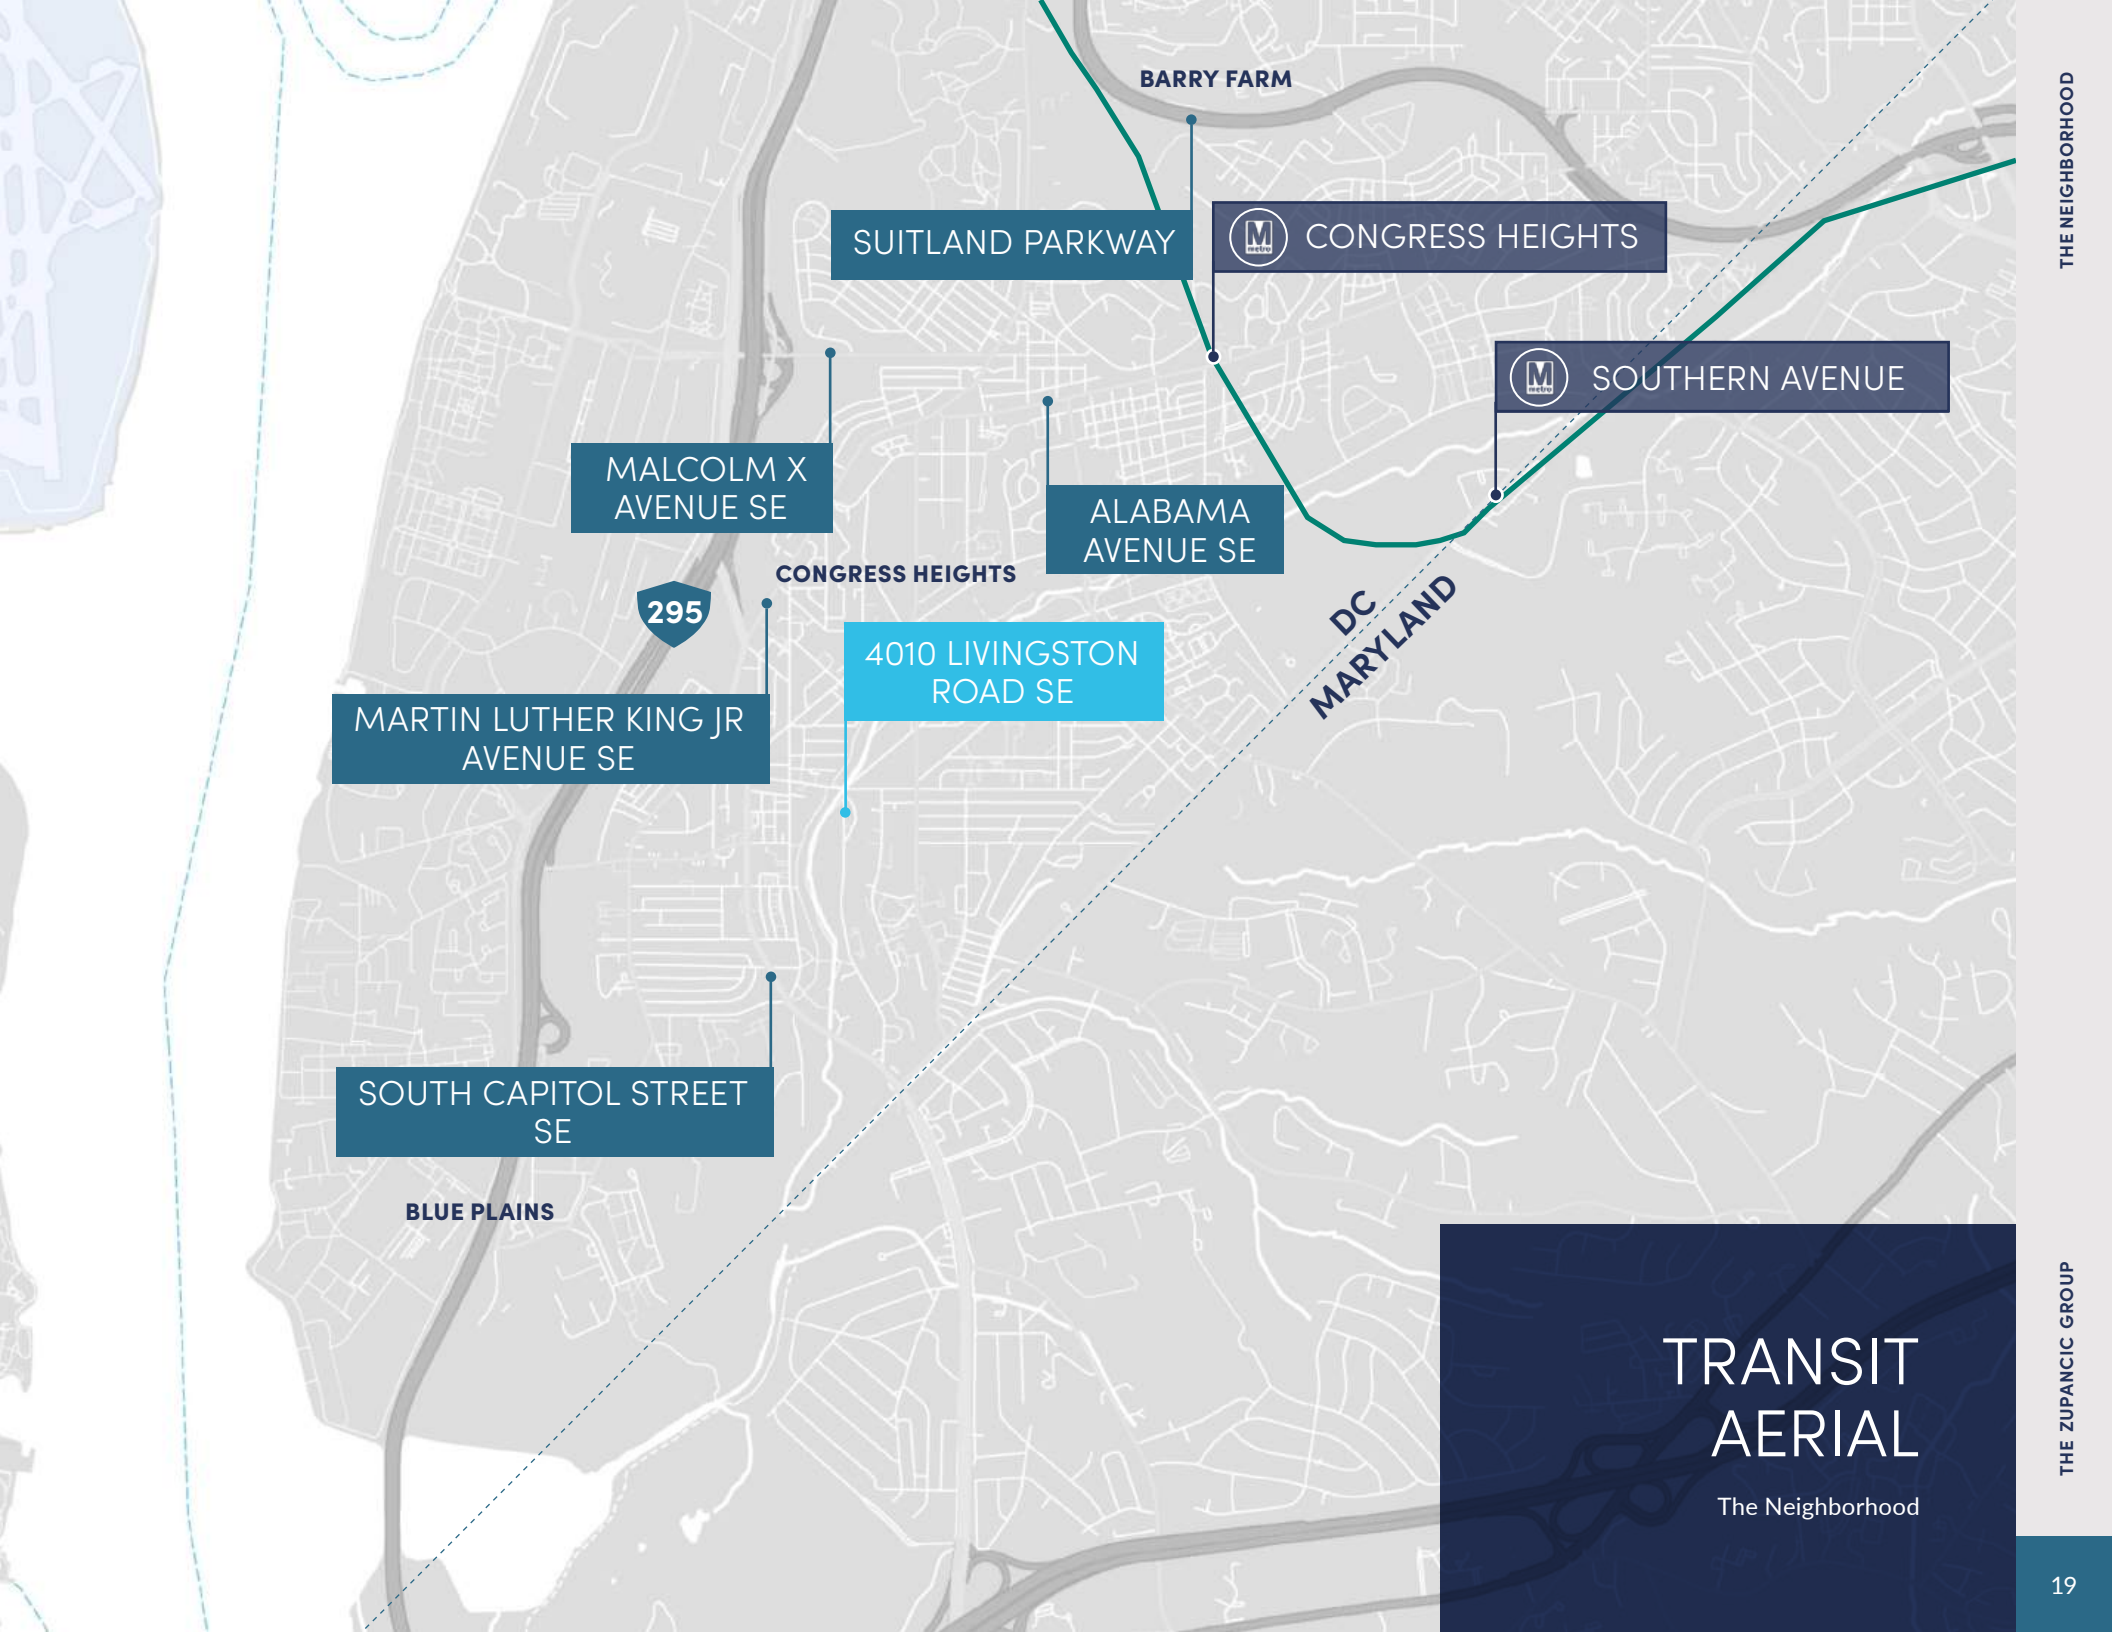 BARRY FARM
SUITLAND PARKWAY
M
metro
CONGRESS HEIGHTS
M
metro
SOUTHERN AVENUE
MALCOLM X
AVENUE SE
ALABAMA
AVENUE SE
CONGRESS HEIGHTS
295
DC
MARYLAND
4010 LIVINGSTON
ROAD SE
MARTIN LUTHER KING JR
AVENUE SE
SOUTH CAPITOL STREET
SE
BLUE PLAINS
TRANSIT
AERIAL
The Neighborhood
THE NEIGHBORHOOD
THE ZUPANCIC GROUP
19